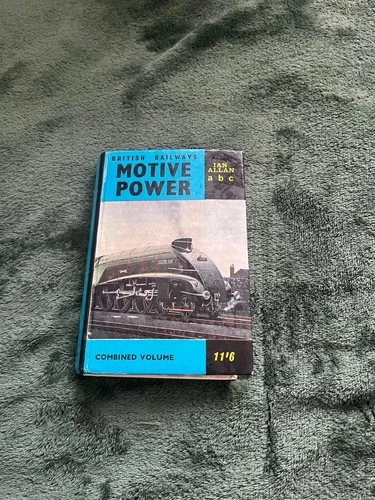 BRITISH RAILWAYS
MOTIVE
POWER
IAN
ALLAN
abc
COMBINED VOLUME
11'6